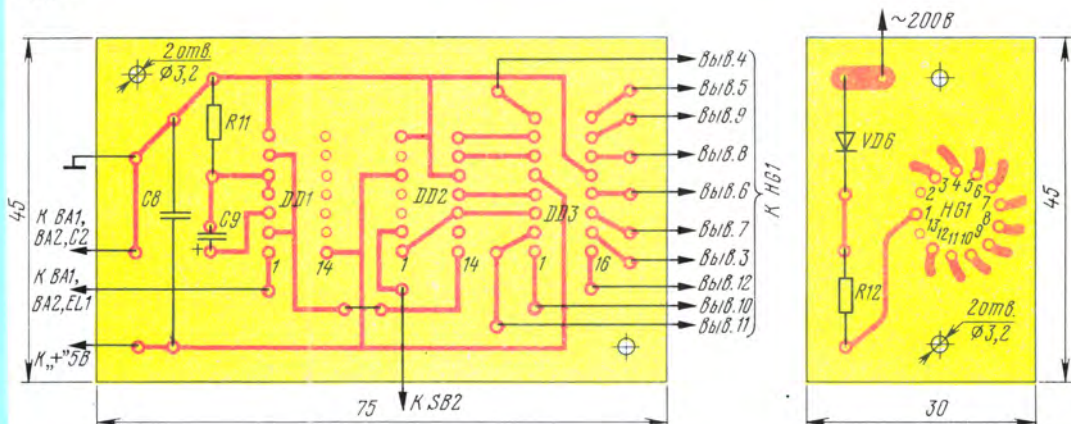 2 отв.
Ø3,2
R11
C8
C9
+
DD1
DD2
DD3
1
14
1
14
1
16
45
К ВА1,
ВА2, С2
К ВА1,
ВА2, EL1
К „+" 5В
75
К SB2
Выв.4
Выв.5
Выв.9
Выв.8
Выв.6
Выв.7
Выв.3
Выв.12
Выв.10
Выв.11
К HG1
~200В
VD6
HG1
1
2
3
4
5
6
7
8
9
10
11
12
13
R12
2 отв.
Ø3,2
45
30